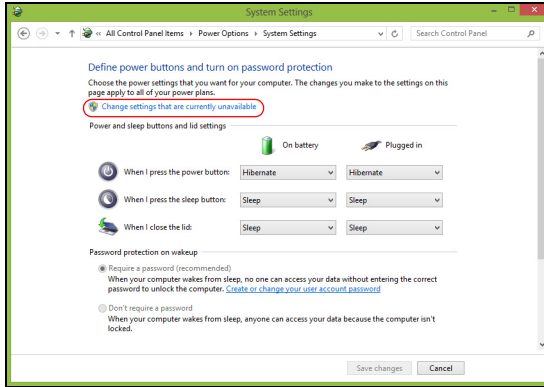 System Settings
« All Control Panel Items ▸ Power Options ▸ System Settings
Search Control Panel
Define power buttons and turn on password protection
Choose the power settings that you want for your computer. The changes you make to the settings on this
page apply to all of your power plans.
Change settings that are currently unavailable
Power and sleep buttons and lid settings
On battery Plugged in
When I press the power button: Hibernate Hibernate
When I press the sleep button: Sleep Sleep
When I close the lid: Sleep Sleep
Password protection on wakeup
Require a password (recommended)
When your computer wakes from sleep, no one can access your data without entering the correct
password to unlock the computer. Create or change your user account password
Don't require a password
When your computer wakes from sleep, anyone can access your data because the computer isn't
locked.
Save changes Cancel